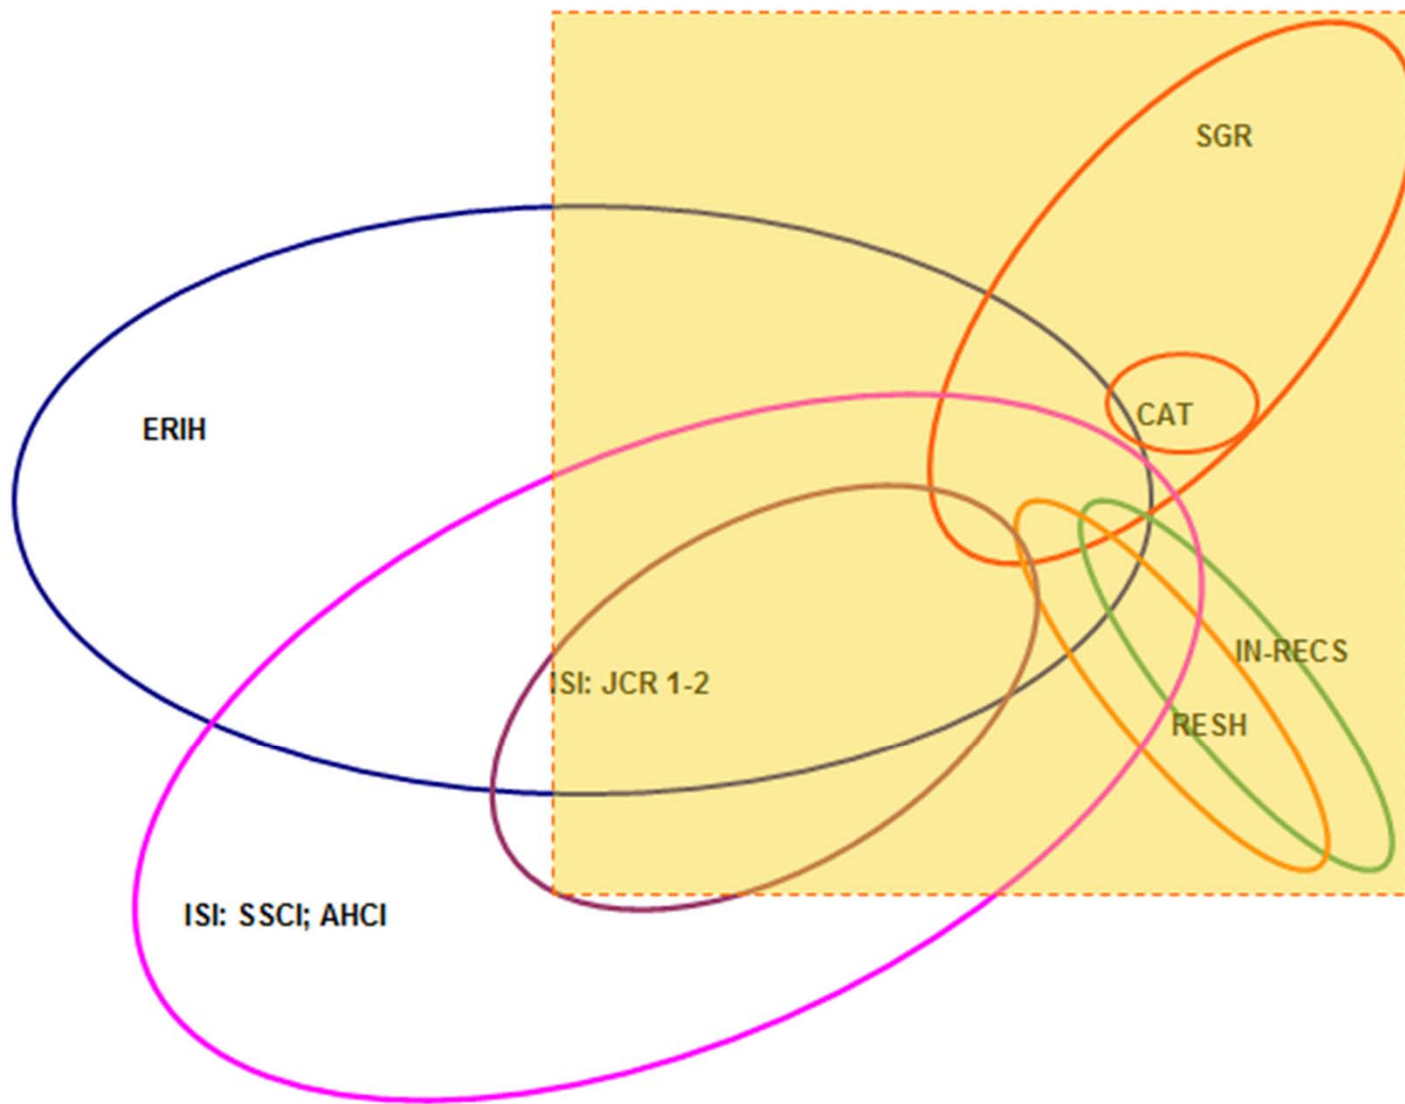 SGR
CAT
ERIH
IN-RECS
ISI: JCR 1-2
RESH
ISI: SSCI; AHCI